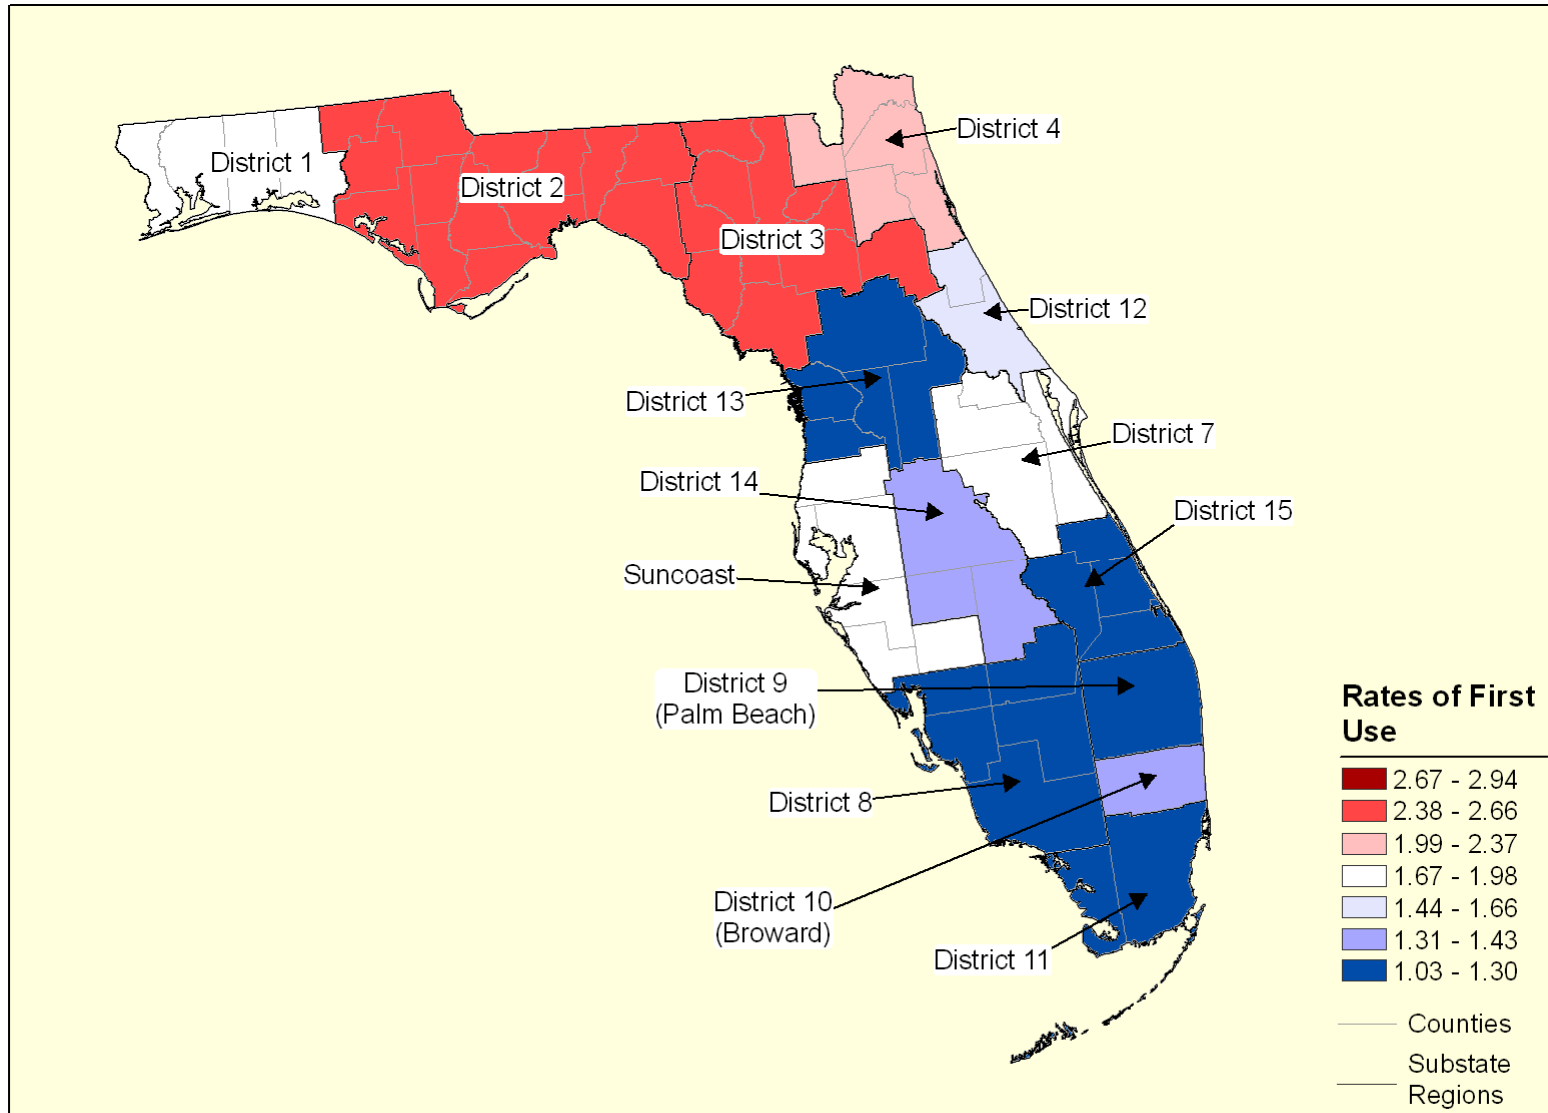 District 4
District 1
District 2
District 3
District 12
District 13
District 7
District 14
District 15
Suncoast
District 9
(Palm Beach)
District 8
District 10
(Broward)
District 11
Rates of First
Use
2.67 - 2.94
2.38 - 2.66
1.99 - 2.37
1.67 - 1.98
1.44 - 1.66
1.31 - 1.43
1.03 - 1.30
Counties
Substate
Regions